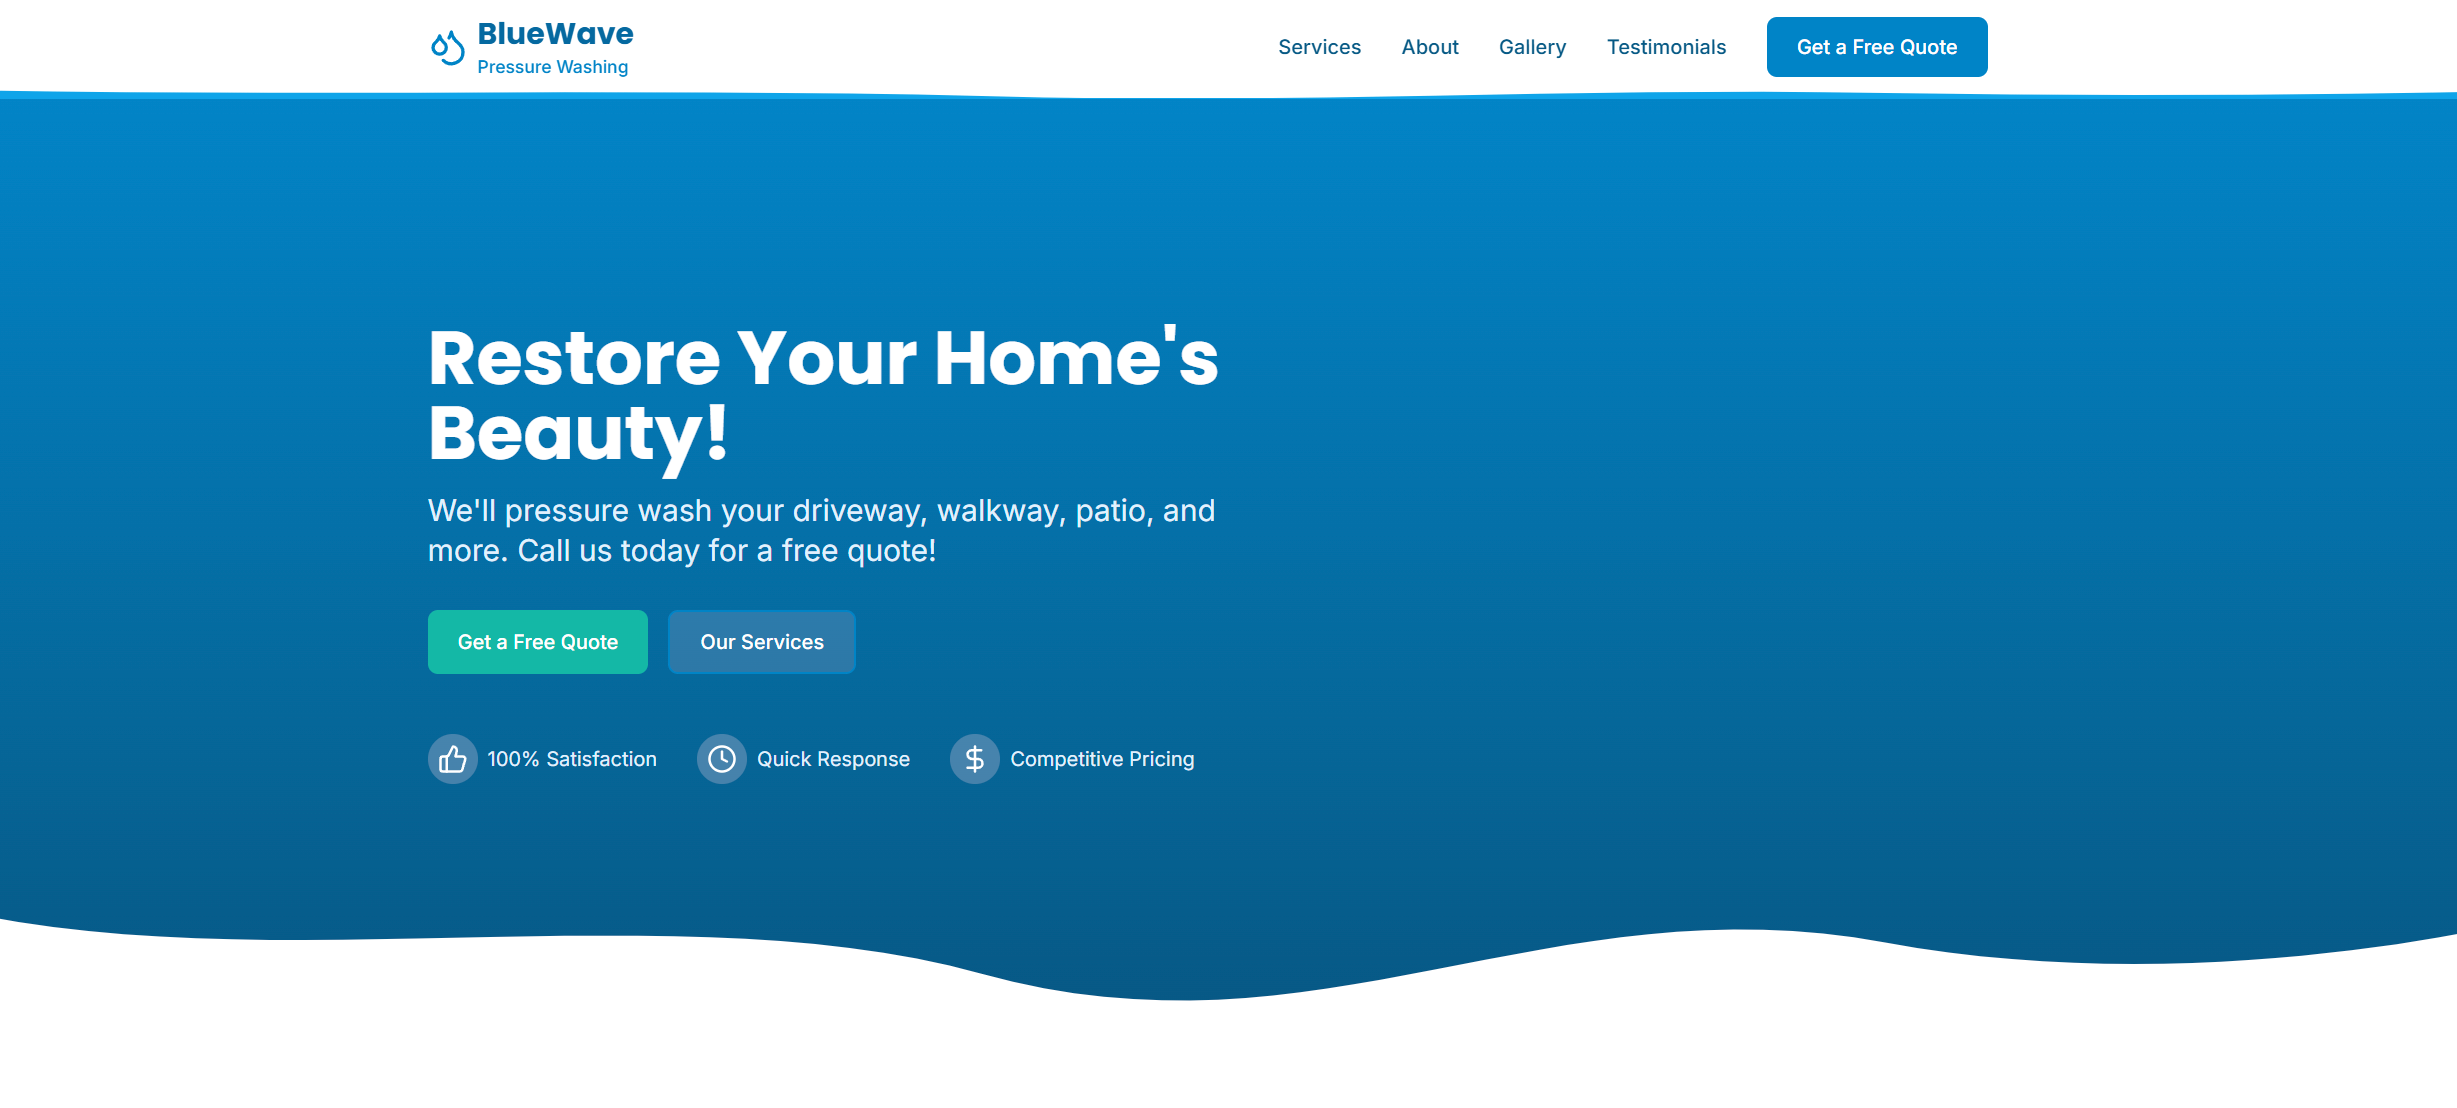 BlueWave
Pressure Washing
Services
About
Gallery
Testimonials
Get a Free Quote
Restore Your Home's
Beauty!
We'll pressure wash your driveway, walkway, patio, and
more. Call us today for a free quote!
Get a Free Quote
Our Services
100% Satisfaction
Quick Response
Competitive Pricing